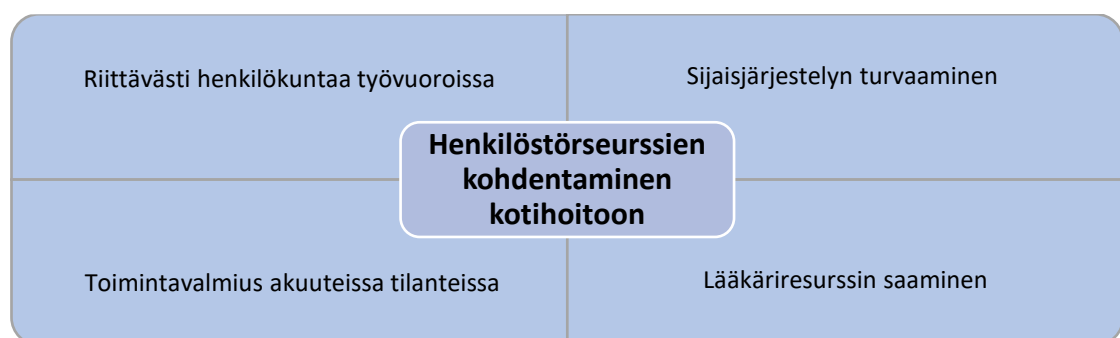 Riittävästi henkilökuntaa työvuoroissa
Sijaisjärjestelyn turvaaminen
Henkilöstörseurssien
kohdentaminen
kotihoitoon
Toimintavalmius akuuteissa tilanteissa
Lääkäriresurssin saaminen